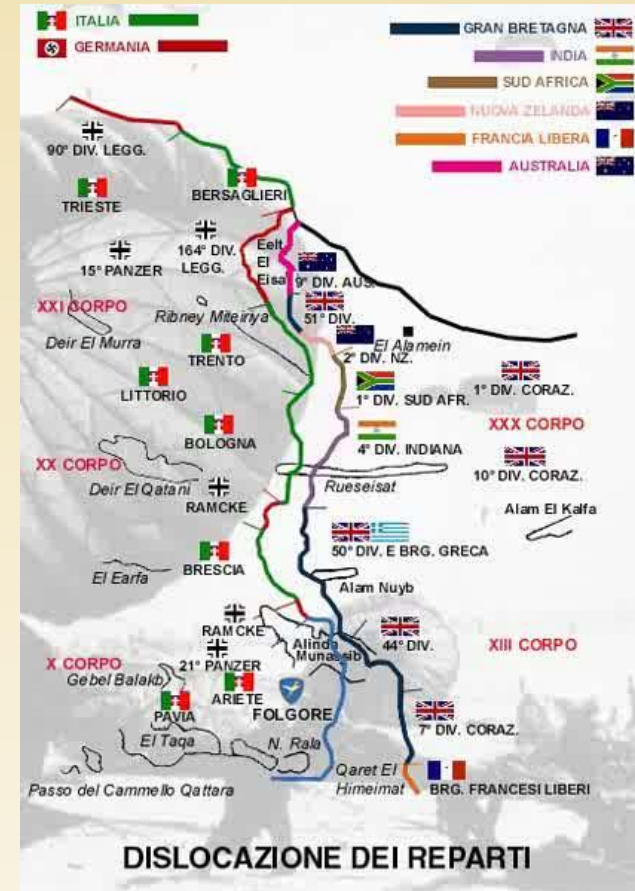 ITALIA
GERMANIA
GRAN BRETAGNA
INDIA
SUD AFRICA
NUOVA ZELANDA
FRANCIA LIBERA
AUSTRALIA
90° DIV. LEGG.
TRIESTE
BERSAGLIERI
164° DIV.
LEGG.
15° PANZER
Eelt
El
Eisa
9° DIV. AUS.
51° DIV.
XXI CORPO
Ribney Miteiriya
Deir El Murra
TRENTO
El Alamein
2° DIV. NZ.
LITTORIO
1° DIV. SUD AFR.
1° DIV. CORAZ.
BOLOGNA
4° DIV. INDIANA
XXX CORPO
XX CORPO
Deir El Qatani
Rueseisat
10° DIV. CORAZ.
RAMCKE
Alam El Kalfa
50° DIV. E BRG. GRECA
BRESCIA
El Earfa
Alam Nuyb
RAMCKE
Alinda
Munassib
44° DIV.
XIII CORPO
X CORPO
21° PANZER
Gebel Balakb
ARIETE
PAVIA
FOLGORE
7° DIV. CORAZ.
El Taqa
N. Rala
Qaret El
Himeimat
BRG. FRANCESI LIBERI
Passo del Cammello Qattara
DISLOCAZIONE DEI REPARTI